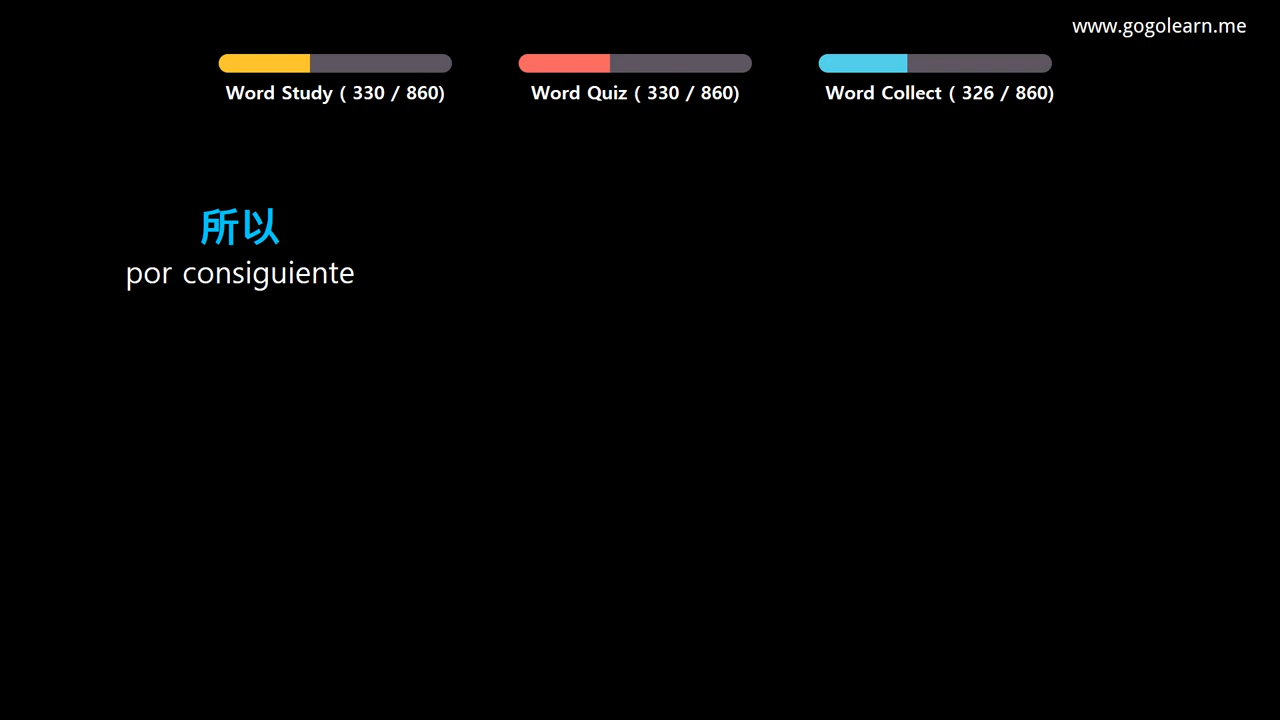 www.gogolearn.me
Word Study ( 330 / 860)
Word Quiz ( 330 / 860)
Word Collect ( 326 / 860)
所以
por consiguiente